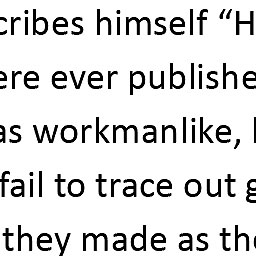 cribes himself “H
ere ever publishe
as workmanlike,
fail to trace out g
they made as the